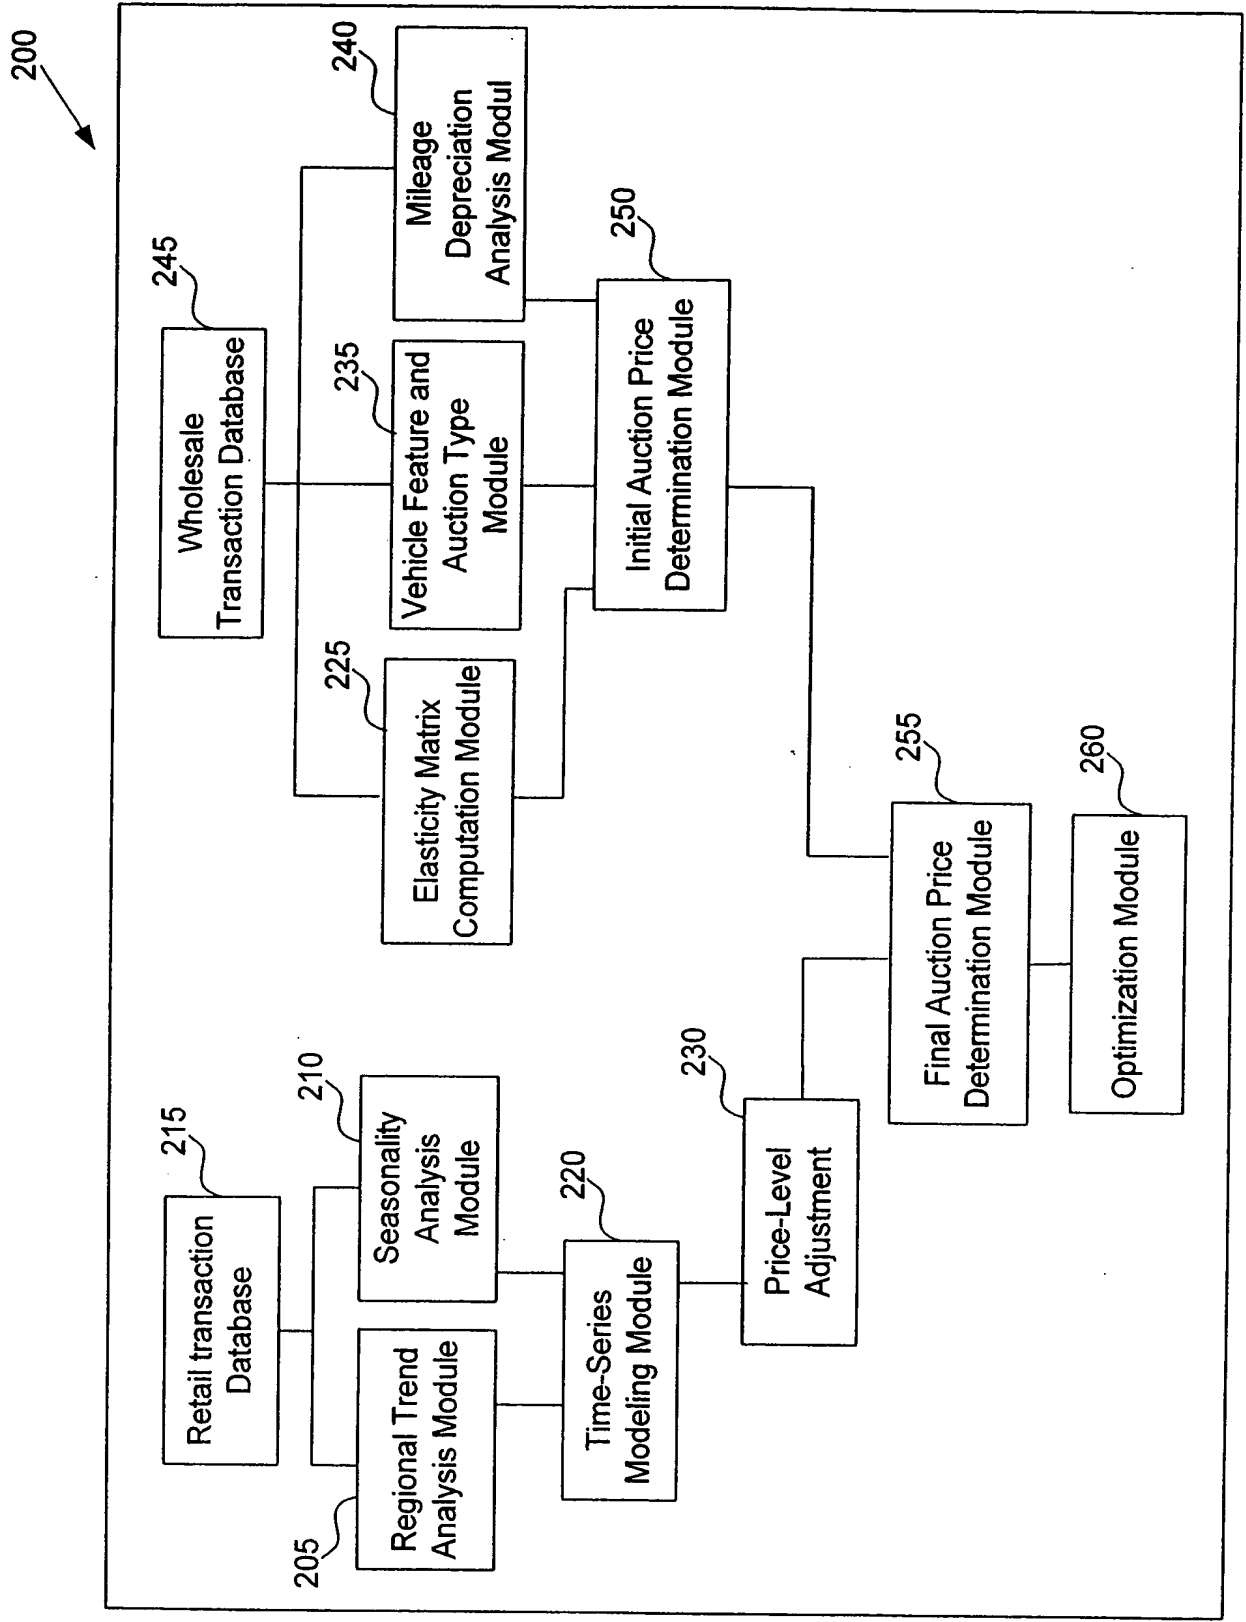 200
215
Retail transaction
Database
245
Wholesale
Transaction Database
205
Regional Trend
Analysis Module
210
Seasonality
Analysis
Module
225
Elasticity Matrix
Computation Module
235
Vehicle Feature and
Auction Type
Module
240
Mileage
Depreciation
Analysis Modul
220
Time-Series
Modeling Module
250
Initial Auction Price
Determination Module
230
Price-Level
Adjustment
255
Final Auction Price
Determination Module
260
Optimization Module